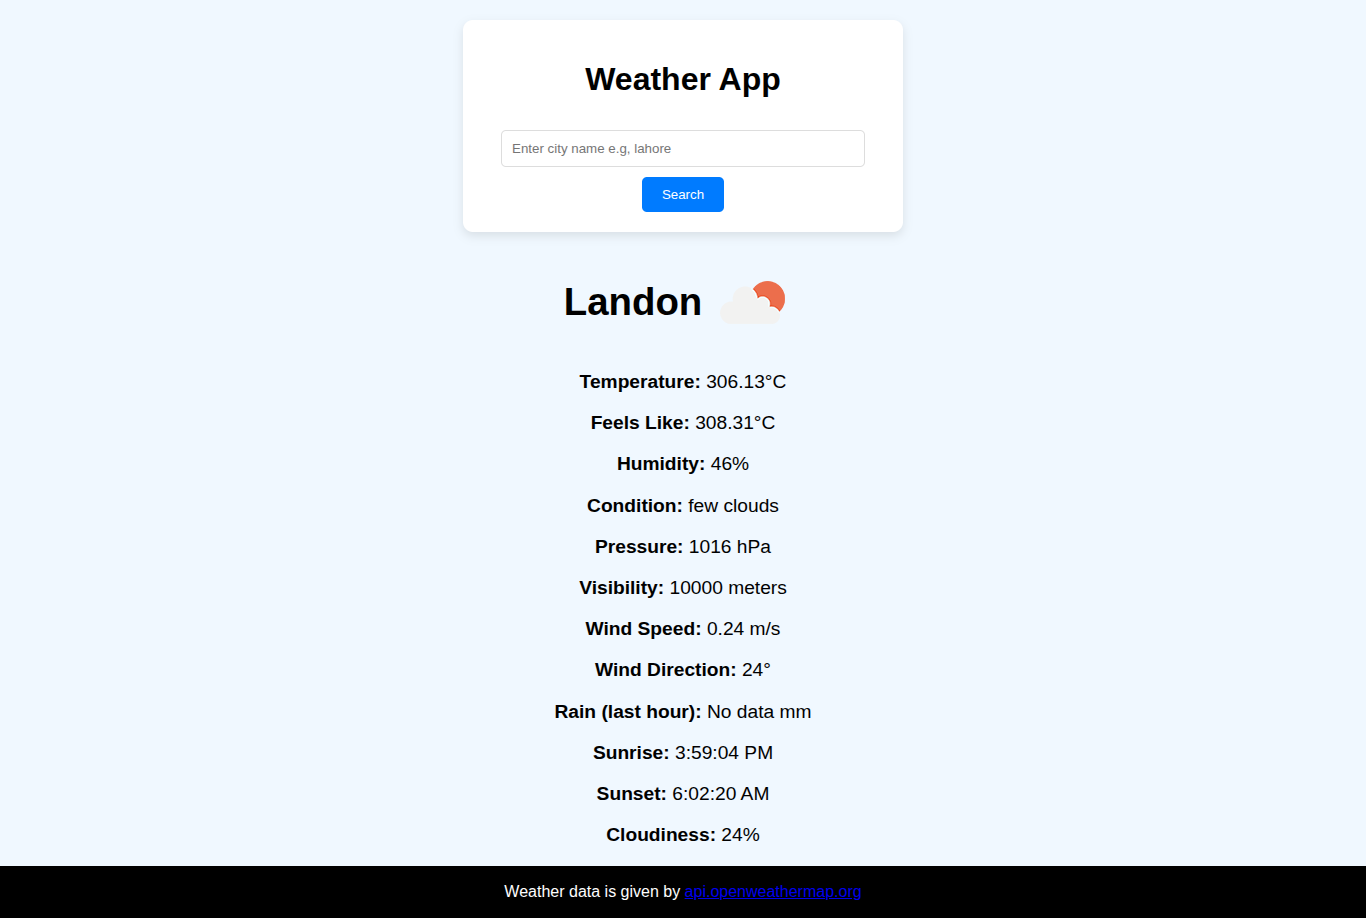 Weather App
Enter city name e.g, lahore
Search
Landon
Temperature: 306.13°C
Feels Like: 308.31°C
Humidity: 46%
Condition: few clouds
Pressure: 1016 hPa
Visibility: 10000 meters
Wind Speed: 0.24 m/s
Wind Direction: 24°
Rain (last hour): No data mm
Sunrise: 3:59:04 PM
Sunset: 6:02:20 AM
Cloudiness: 24%
Weather data is given by api.openweathermap.org